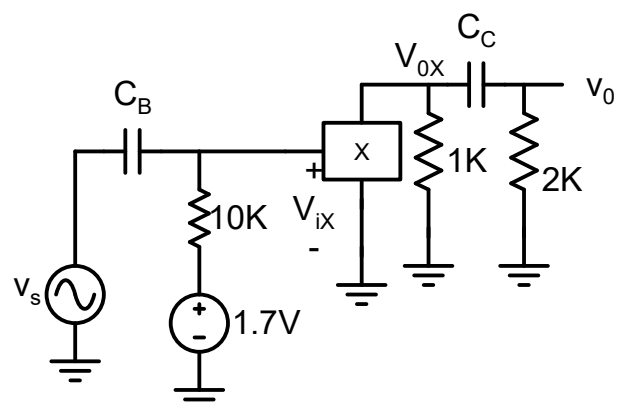 C_C
V_0X
v_0
C_B
X
1K
2K
+
V_iX
-
10K
v_s
+
-
1.7V